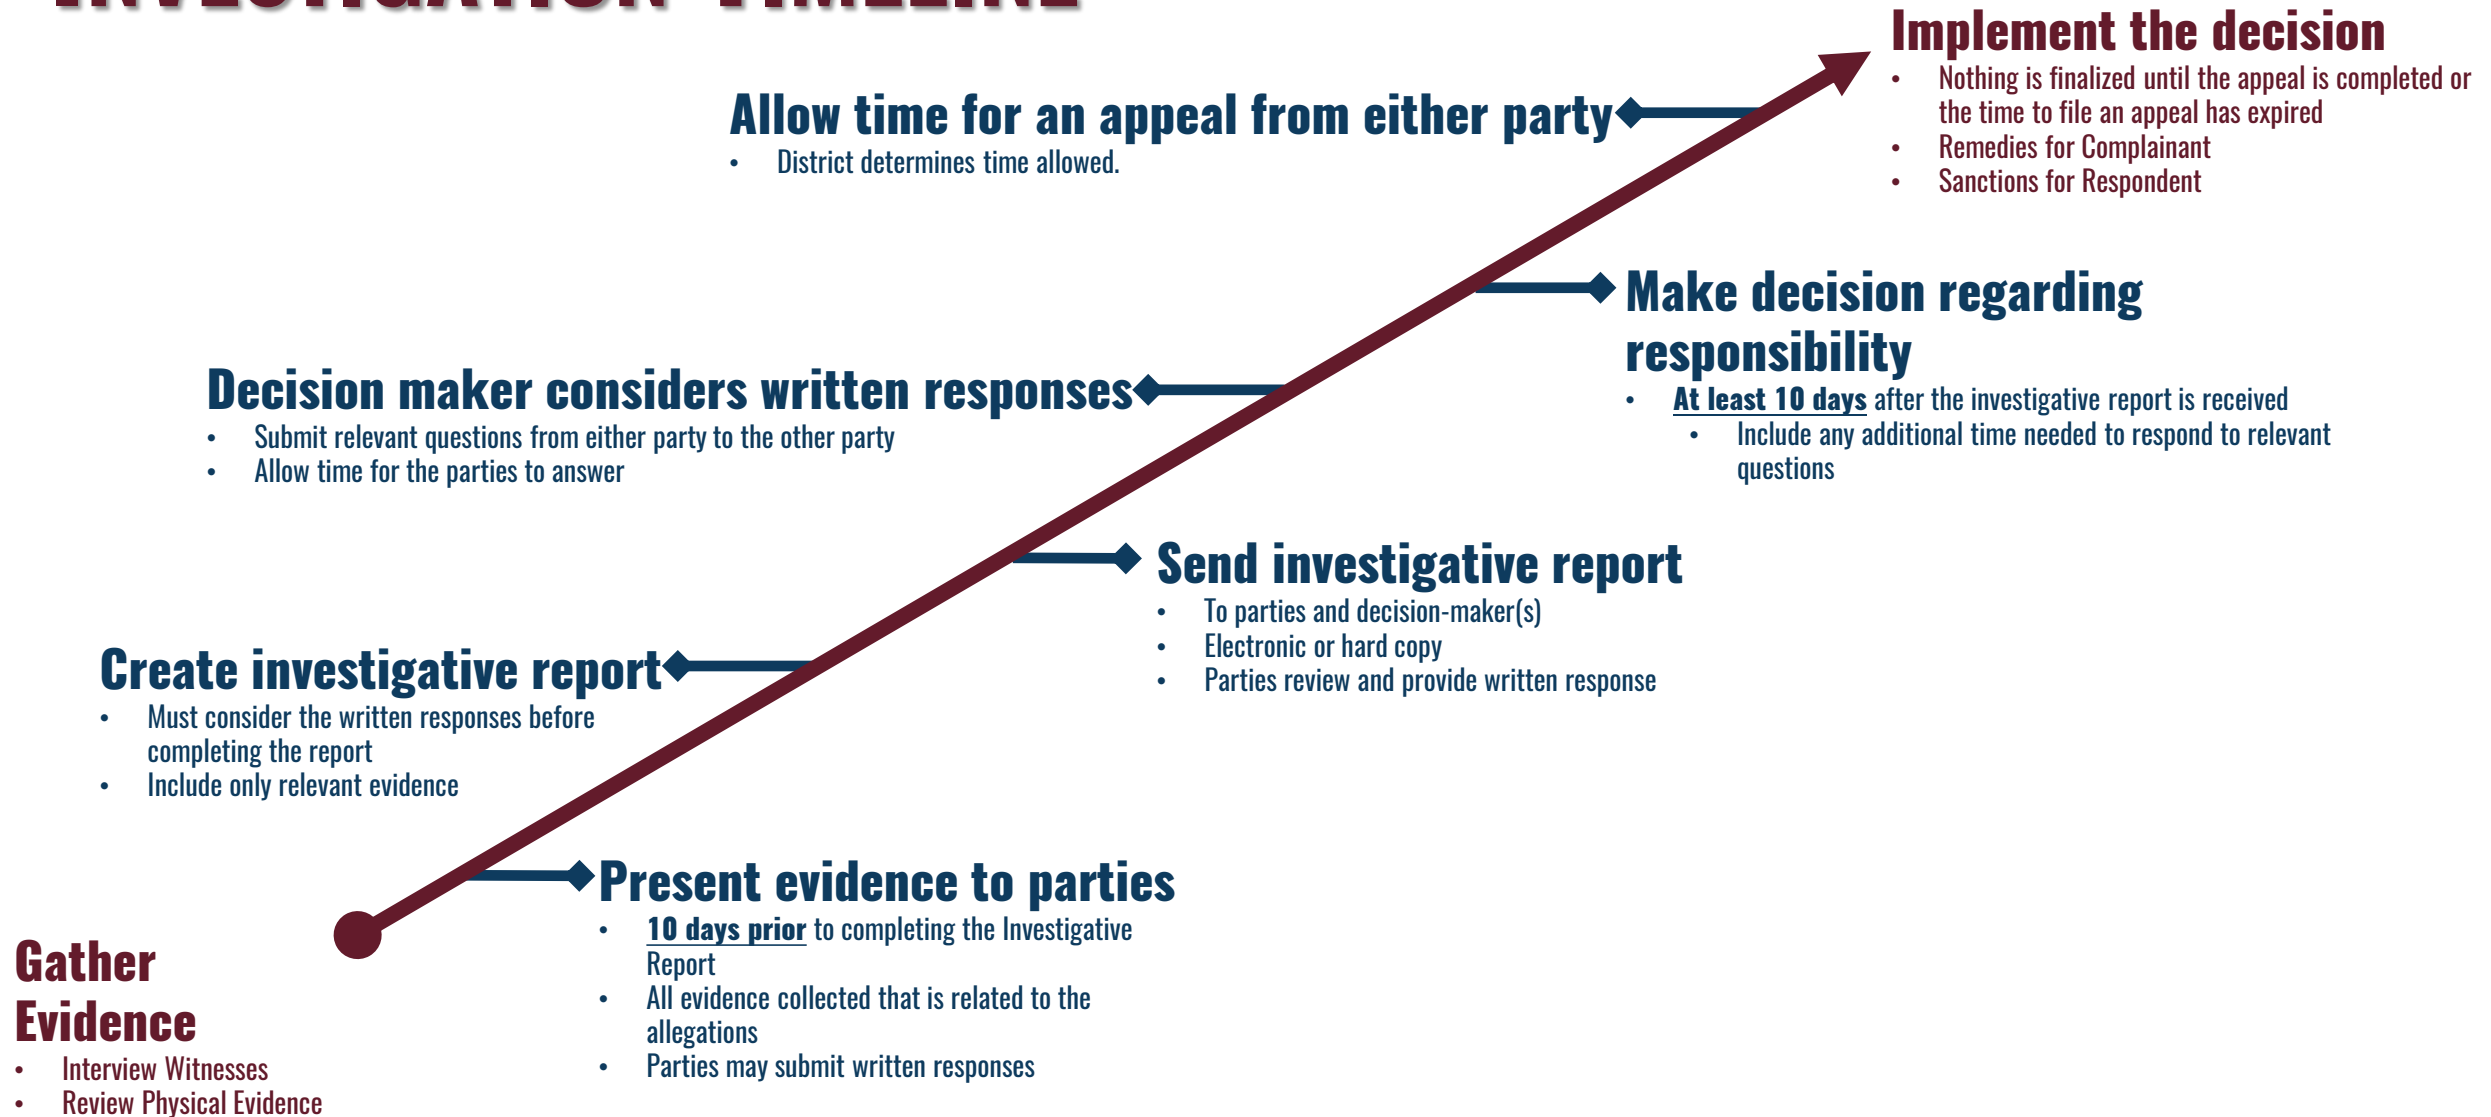 INVESTIGATION TIMELINE
Implement the decision
• Nothing is finalized until the appeal is completed or
the time to file an appeal has expired
• Remedies for Complainant
• Sanctions for Respondent
Allow time for an appeal from either party
• District determines time allowed.
Make decision regarding
responsibility
• At least 10 days after the investigative report is received
• Include any additional time needed to respond to relevant
questions
Decision maker considers written responses
• Submit relevant questions from either party to the other party
• Allow time for the parties to answer
Send investigative report
• To parties and decision-maker(s)
• Electronic or hard copy
• Parties review and provide written response
Create investigative report
• Must consider the written responses before
completing the report
• Include only relevant evidence
Present evidence to parties
• 10 days prior to completing the Investigative
Report
• All evidence collected that is related to the
allegations
• Parties may submit written responses
Gather
Evidence
• Interview Witnesses
• Review Physical Evidence